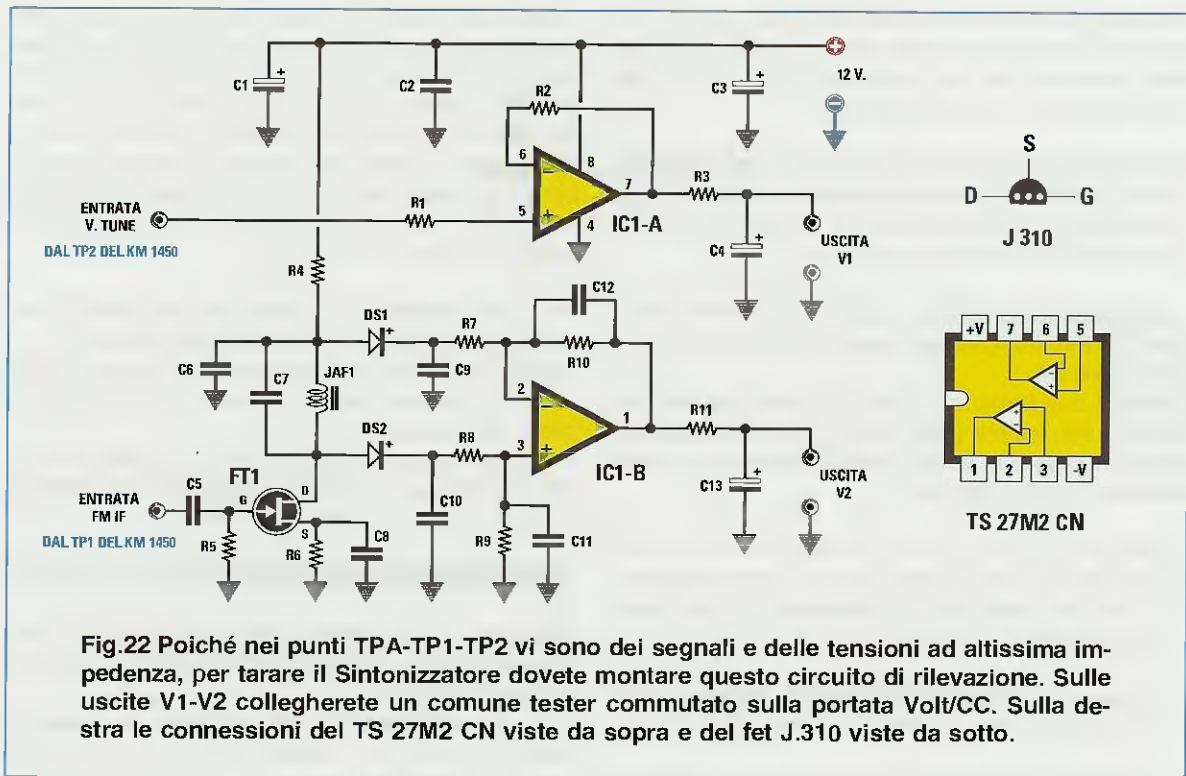 C1
+
C2
C3
+
12 V.
R2
6
8
5
7
4
IC1-A
R3
C4
+
USCITA
V1
ENTRATA
V. TUNE
DAL TP2 DEL KM 1450
R1
R4
S
D
G
J 310
C6
C7
JAF1
DS1
+
DS2
+
C9
R7
C12
R10
2
3
1
IC1-B
R8
C10
R9
C11
R11
C13
+
USCITA
V2
FT1
G
D
S
C5
ENTRATA
FM IF
DAL TP1 DEL KM 1450
R5
R6
C8
+V 7 6 5
1 2 3 -V
TS 27M2 CN
Fig.22 Poiché nei punti TPA-TP1-TP2 vi sono dei segnali e delle tensioni ad altissima im-
pedenza, per tarare il Sintonizzatore dovete montare questo circuito di rilevazione. Sulle
uscite V1-V2 collegherete un comune tester commutato sulla portata Volt/CC. Sulla de-
stra le connessioni del TS 27M2 CN viste da sopra e del fet J.310 viste da sotto.